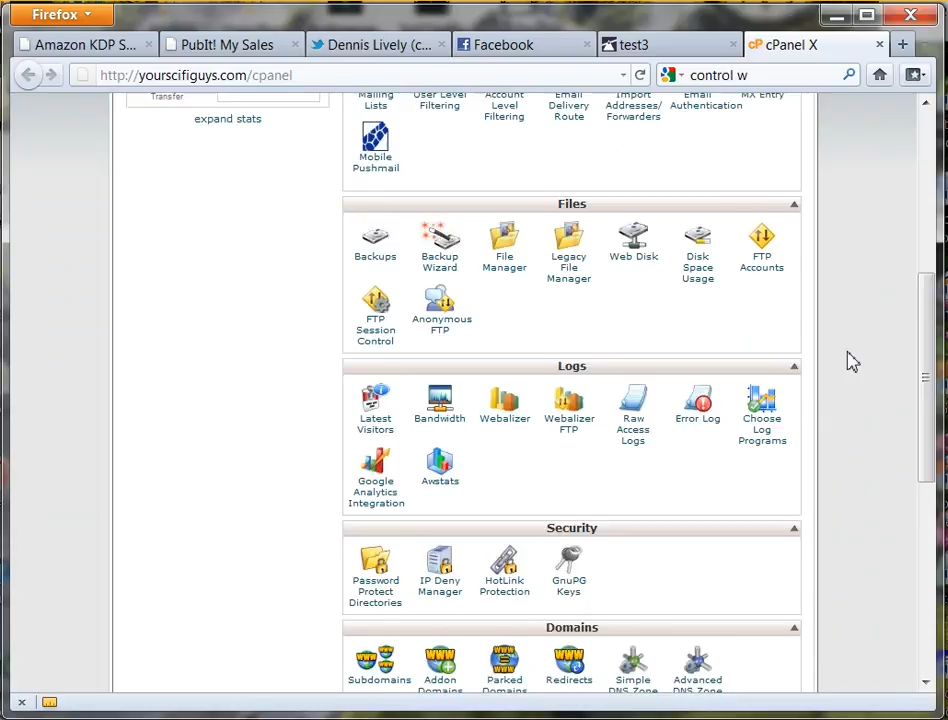 Firefox
Amazon KDP S...
PubIt! My Sales
Dennis Lively (c...
Facebook
test3
cPanel X
http://yourscifiguys.com/cpanel
control w
Transfer
expand stats
Mailing Lists
User Level Filtering
Account Level Filtering
Email Delivery Route
Import Addresses/ Forwarders
Email Authentication
MX Entry
Mobile Pushmail
Files
Backups
Backup Wizard
File Manager
Legacy File Manager
Web Disk
Disk Space Usage
FTP Accounts
FTP Session Control
Anonymous FTP
Logs
Latest Visitors
Bandwidth
Webalizer
Webalizer FTP
Raw Access Logs
Error Log
Choose Log Programs
Google Analytics Integration
Awstats
Security
Password Protect Directories
IP Deny Manager
HotLink Protection
GnuPG Keys
Domains
Subdomains
Addon Domains
Parked Domains
Redirects
Simple DNS Zone
Advanced DNS Zone